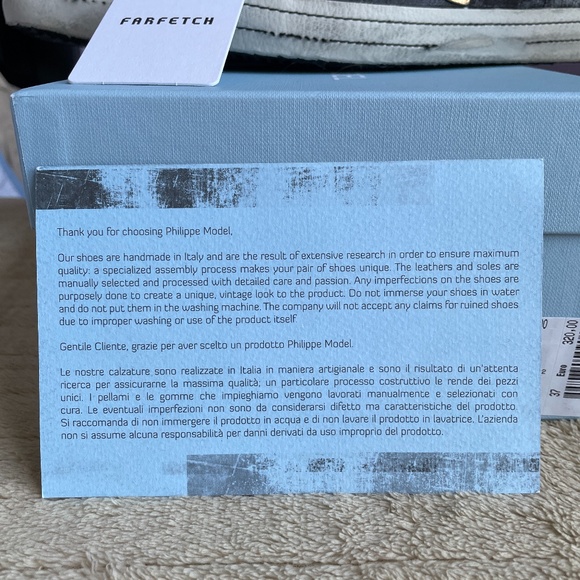 FARFETCH
Thank you for choosing Philippe Model,
Our shoes are handmade in Italy and are the result of extensive research in order to ensure maximum
quality: a specialized assembly process makes your pair of shoes unique. The leathers and soles are
manually selected and processed with detailed care and passion. Any imperfections on the shoes are
purposely done to create a unique, vintage look to the product. Do not immerse your shoes in water
and do not put them in the washing machine. The company will not accept any claims for ruined shoes
due to improper washing or use of the product itself.
Gentile Cliente, grazie per aver scelto un prodotto Philippe Model.
Le nostre calzature sono realizzate in Italia in maniera artigianale e sono il risultato di un'attenta
ricerca per assicurarne la massima qualità; un particolare processo costruttivo le rende dei pezzi
unici. I pellami e le gomme che impieghiamo vengono lavorati manualmente e selezionati con
cura. Le eventuali imperfezioni non sono da considerarsi difetto ma caratteristiche del prodotto.
Si raccomanda di non immergere il prodotto in acqua e di non lavare il prodotto in lavatrice. L'azienda
non si assume alcuna responsabilità per danni derivati da uso improprio del prodotto.
320,00
Euro
37